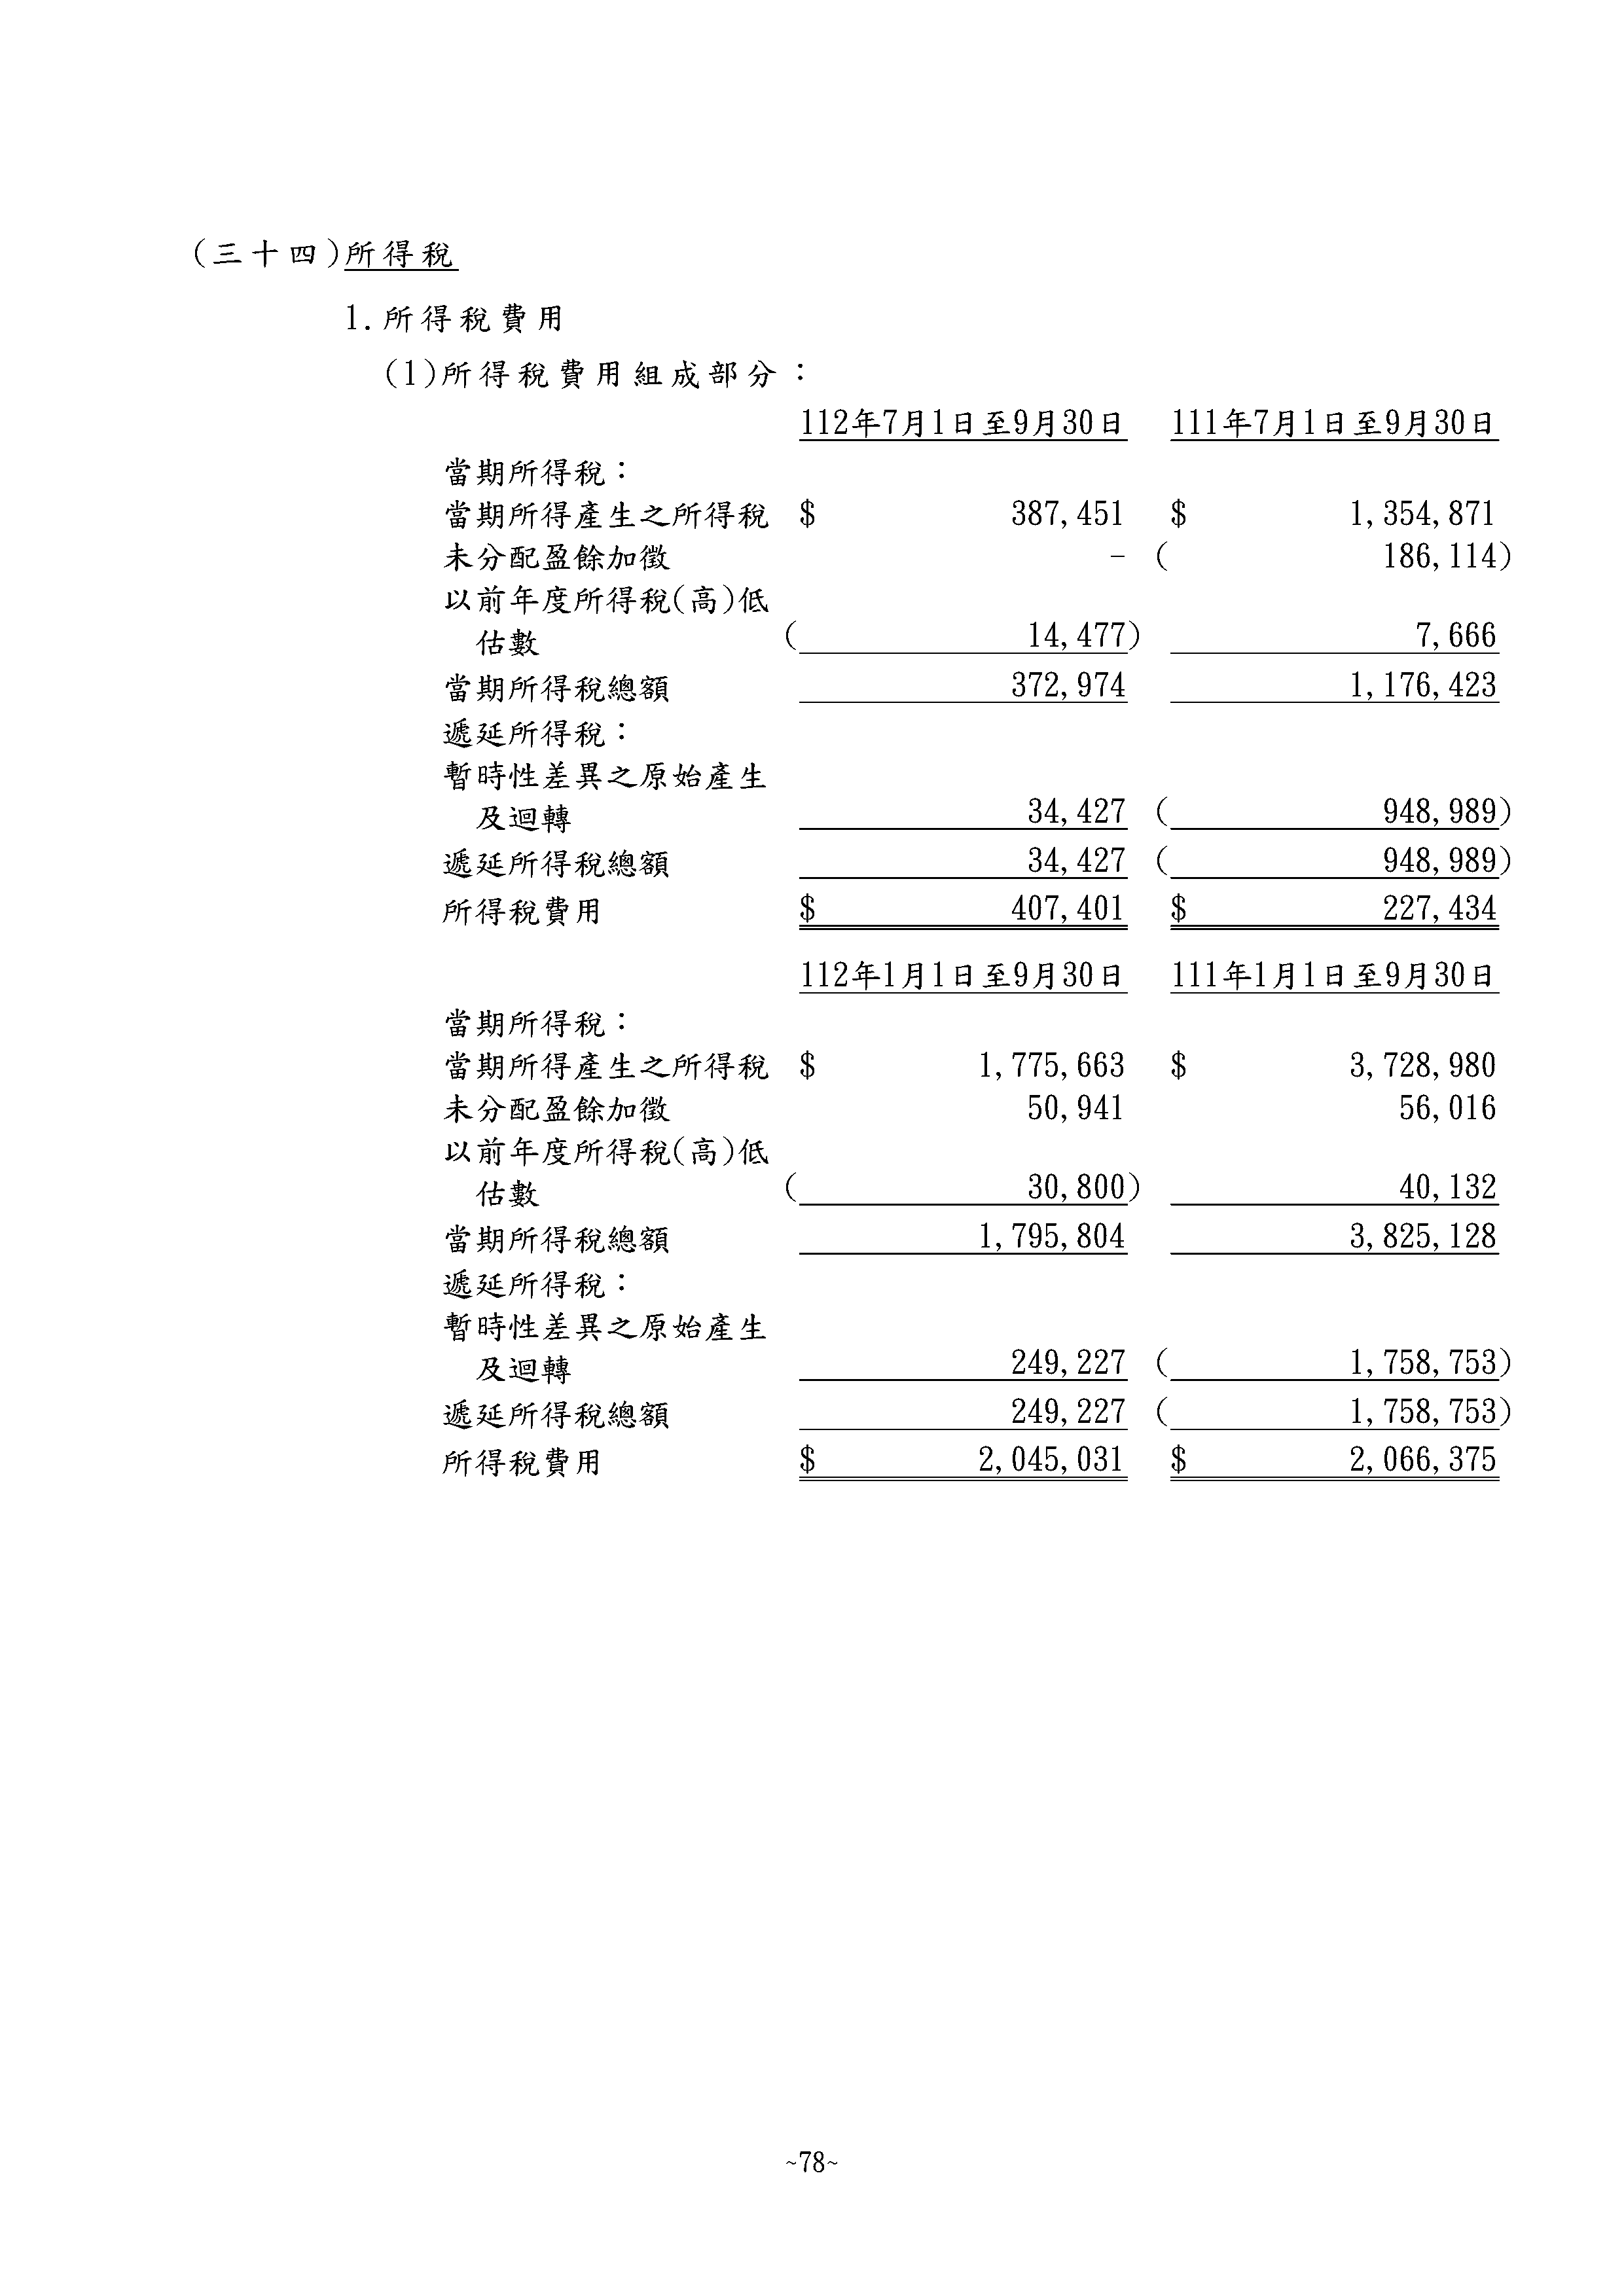 (三十四)所得稅
1.所得稅費用
(1)所得稅費用組成部分：
112年7月1日至9月30日 111年7月1日至9月30日
當期所得稅：
當期所得產生之所得稅 $ 387,451 $ 1,354,871
未分配盈餘加徵 - ( 186,114)
以前年度所得稅(高)低
估數 ( 14,477) 7,666
當期所得稅總額 372,974 1,176,423
遞延所得稅：
暫時性差異之原始產生
及迴轉 34,427 ( 948,989)
遞延所得稅總額 34,427 ( 948,989)
所得稅費用 $ 407,401 $ 227,434
112年1月1日至9月30日 111年1月1日至9月30日
當期所得稅：
當期所得產生之所得稅 $ 1,775,663 $ 3,728,980
未分配盈餘加徵 50,941 56,016
以前年度所得稅(高)低
估數 ( 30,800) 40,132
當期所得稅總額 1,795,804 3,825,128
遞延所得稅：
暫時性差異之原始產生
及迴轉 249,227 ( 1,758,753)
遞延所得稅總額 249,227 ( 1,758,753)
所得稅費用 $ 2,045,031 $ 2,066,375
~78~